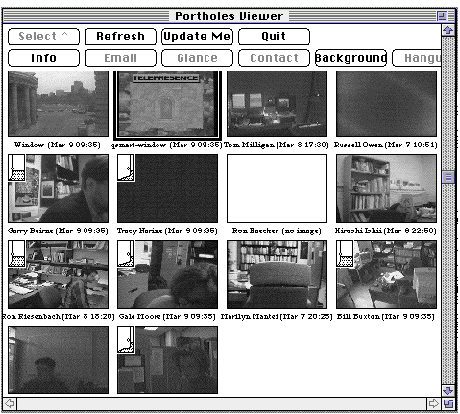 Portholes Viewer
Select ^ Refresh Update Me Quit
Info Email Glance Contact Background Hangu
TELEPRESENCE
Window (Mar 9 09:35) -window (Mar 9 09:35) Tom Milligan (Mar 8 17:30) Russell Owen (Mar 7 10:51)
Garry Beirne (Mar 9 09:35) Tracy Narine (Mar 9 09:35) Ron Baecker (no image) Hiroshi Ishii (Mar 8 22:50)
Ron Riesenbach (Mar 8 18:20) Gale Moore (Mar 9 09:35) Marilyn Mantei (Mar 7 20:25) Bill Buxton (Mar 9 09:35)